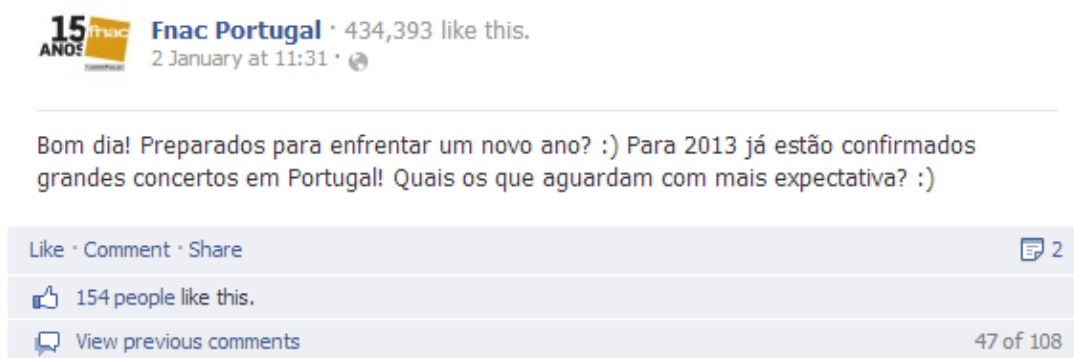 15 fnac
ANOS
Fnac Portugal · 434,393 like this.
2 January at 11:31 ·
Bom dia! Preparados para enfrentar um novo ano? :) Para 2013 já estão confirmados
grandes concertos em Portugal! Quais os que aguardam com mais expectativa? :)
Like · Comment · Share 2
154 people like this.
View previous comments 47 of 108